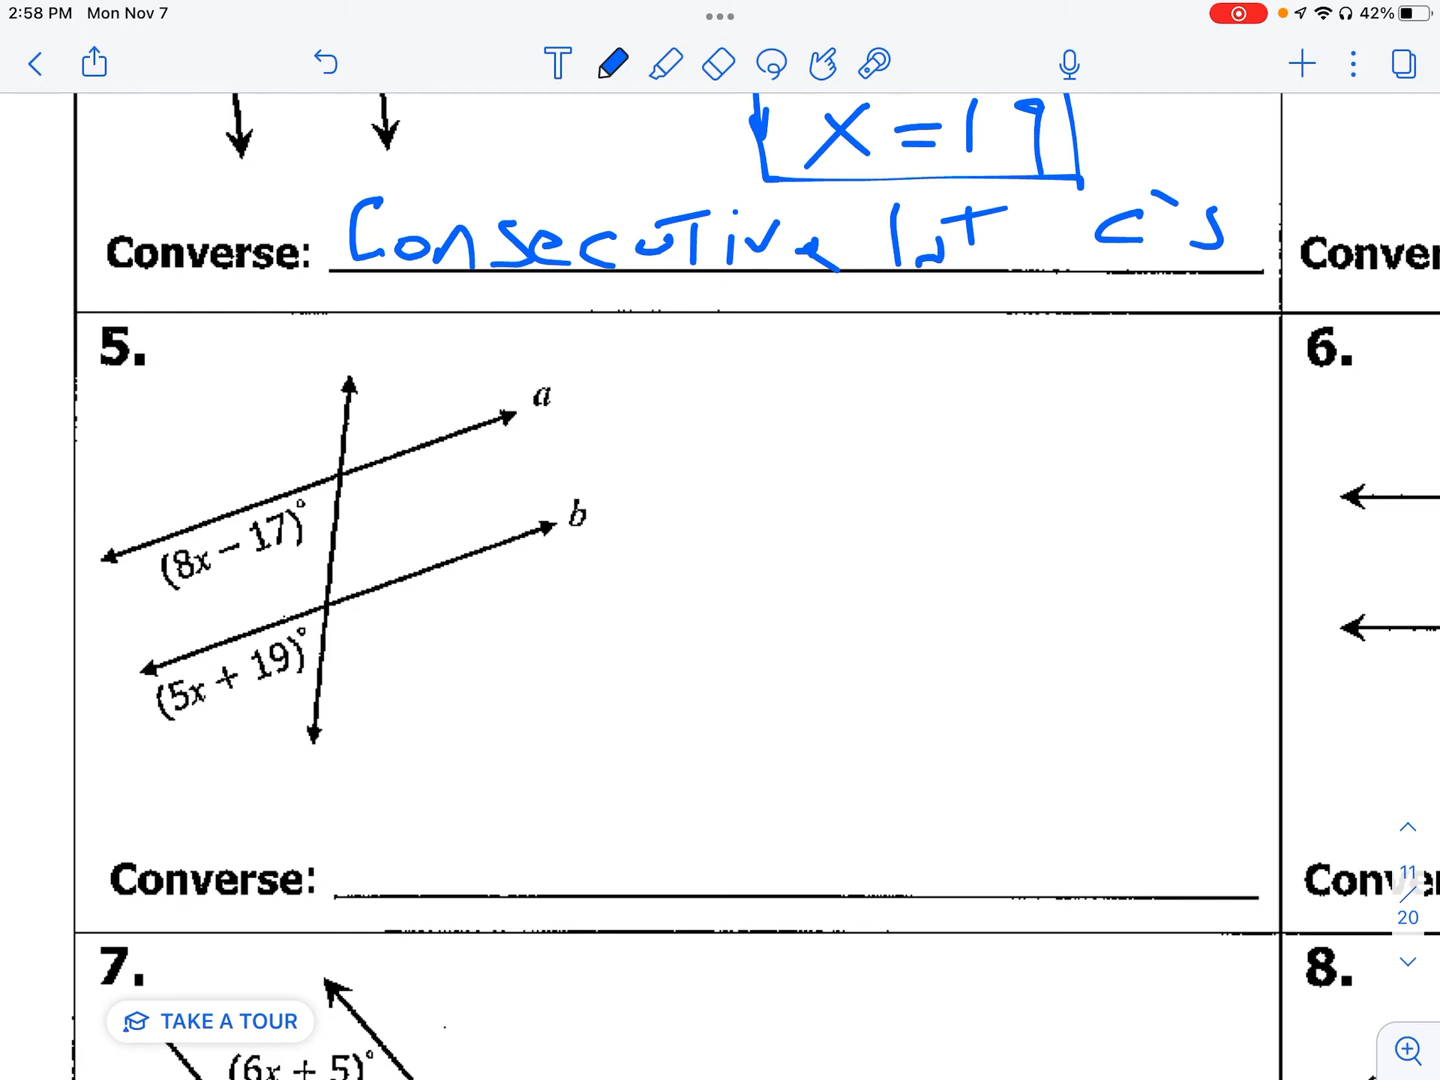 2:58 PM Mon Nov 7
42%
T
x = 19
Converse: Consecutive Int
Conver
5.
6.
a
b
(8x − 17)°
(5x + 19)°
Converse:
Conver
11
20
7.
8.
TAKE A TOUR
(6x + 5)°